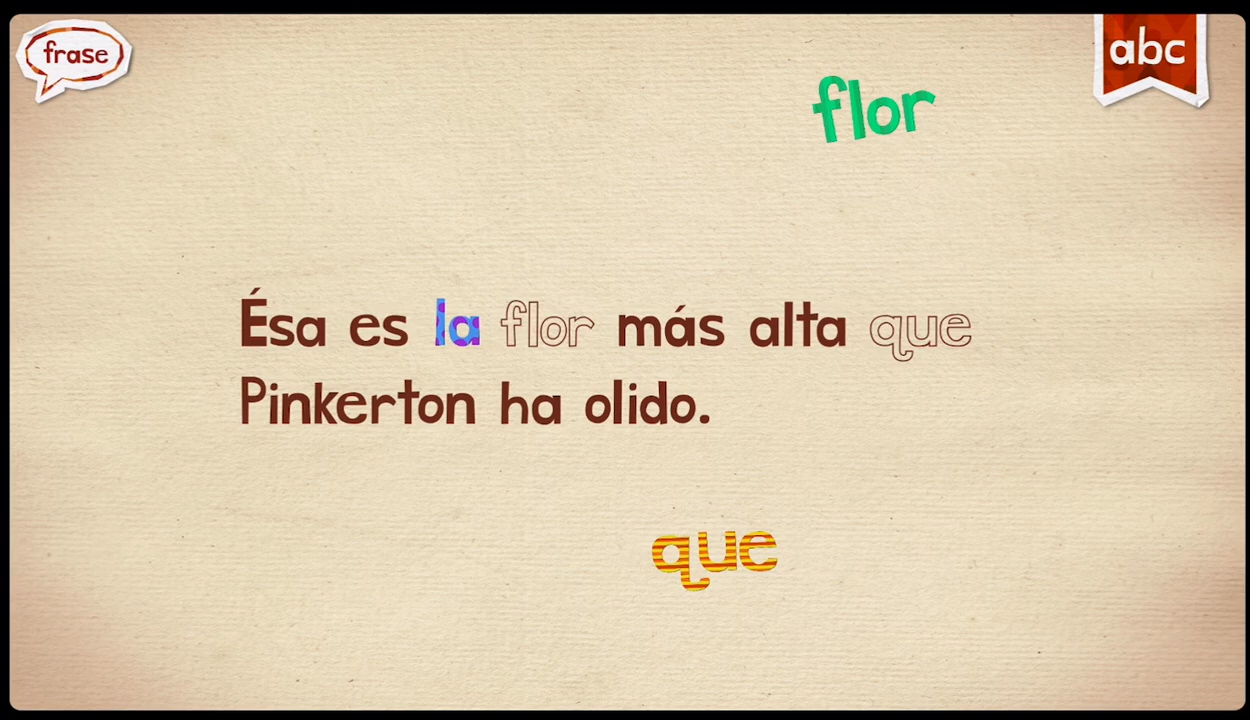 frase
abc
flor
Ésa es la flor más alta que
Pinkerton ha olido.
que